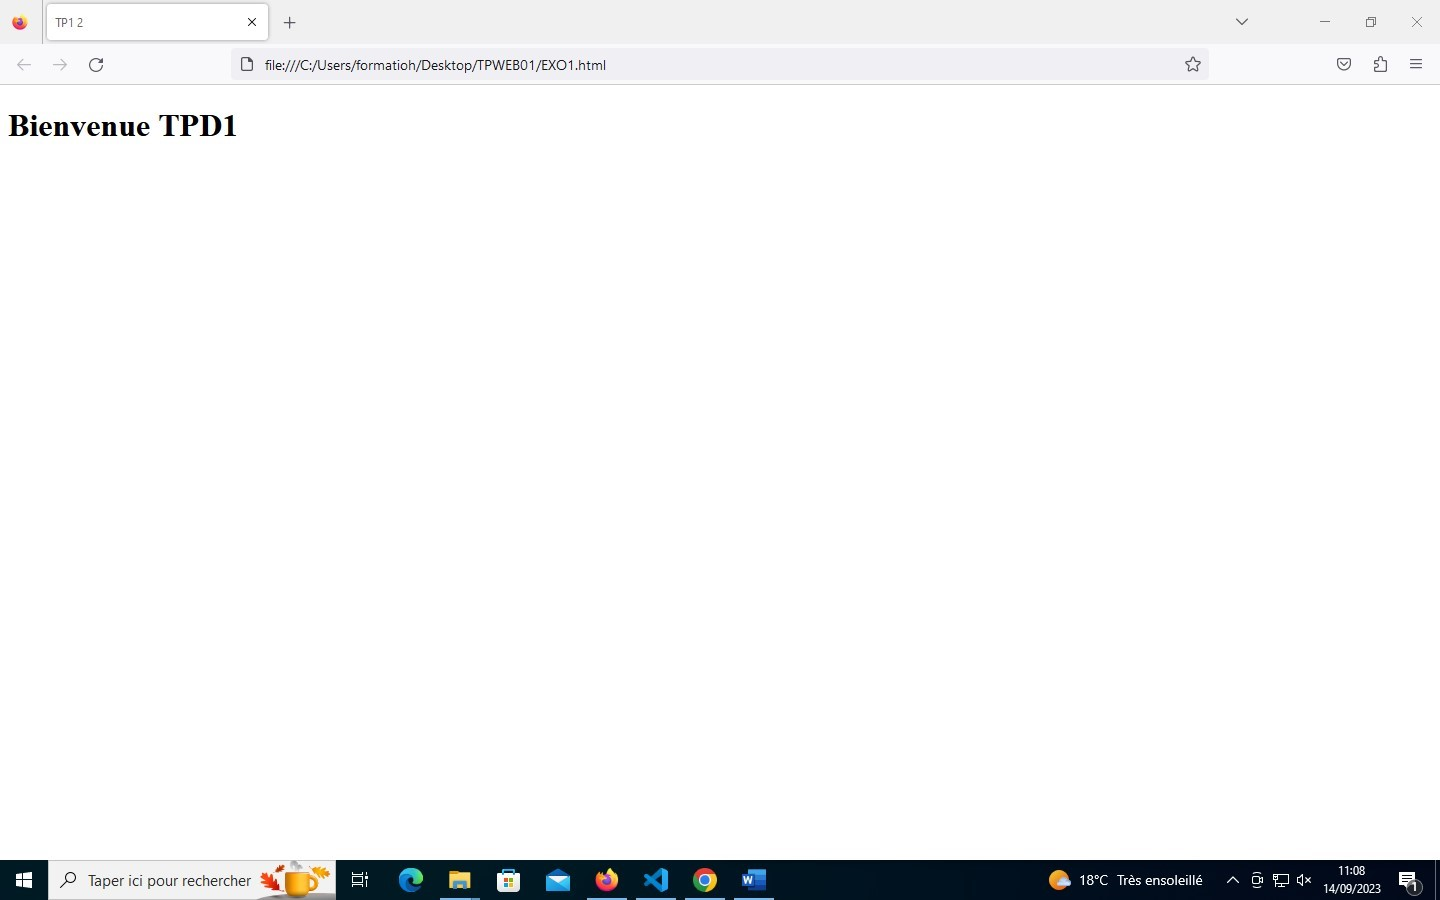 TP1 2
file:///C:/Users/formatioh/Desktop/TPWEB01/EXO1.html
Bienvenue TPD1
Taper ici pour rechercher
18°C Très ensoleillé
11:08
14/09/2023
1